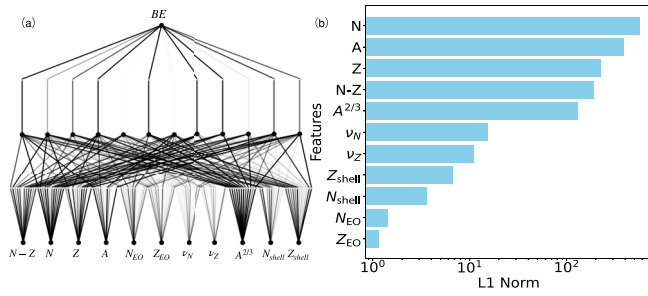 (a)
BE
N − Z N Z A N_EO Z_EO ν_N ν_Z A^2/3 N_shell Z_shell
(b)
Features
N
A
Z
N-Z
A^2/3
ν_N
ν_Z
Z_shell
N_shell
N_EO
Z_EO
10^0 10^1 10^2
L1 Norm